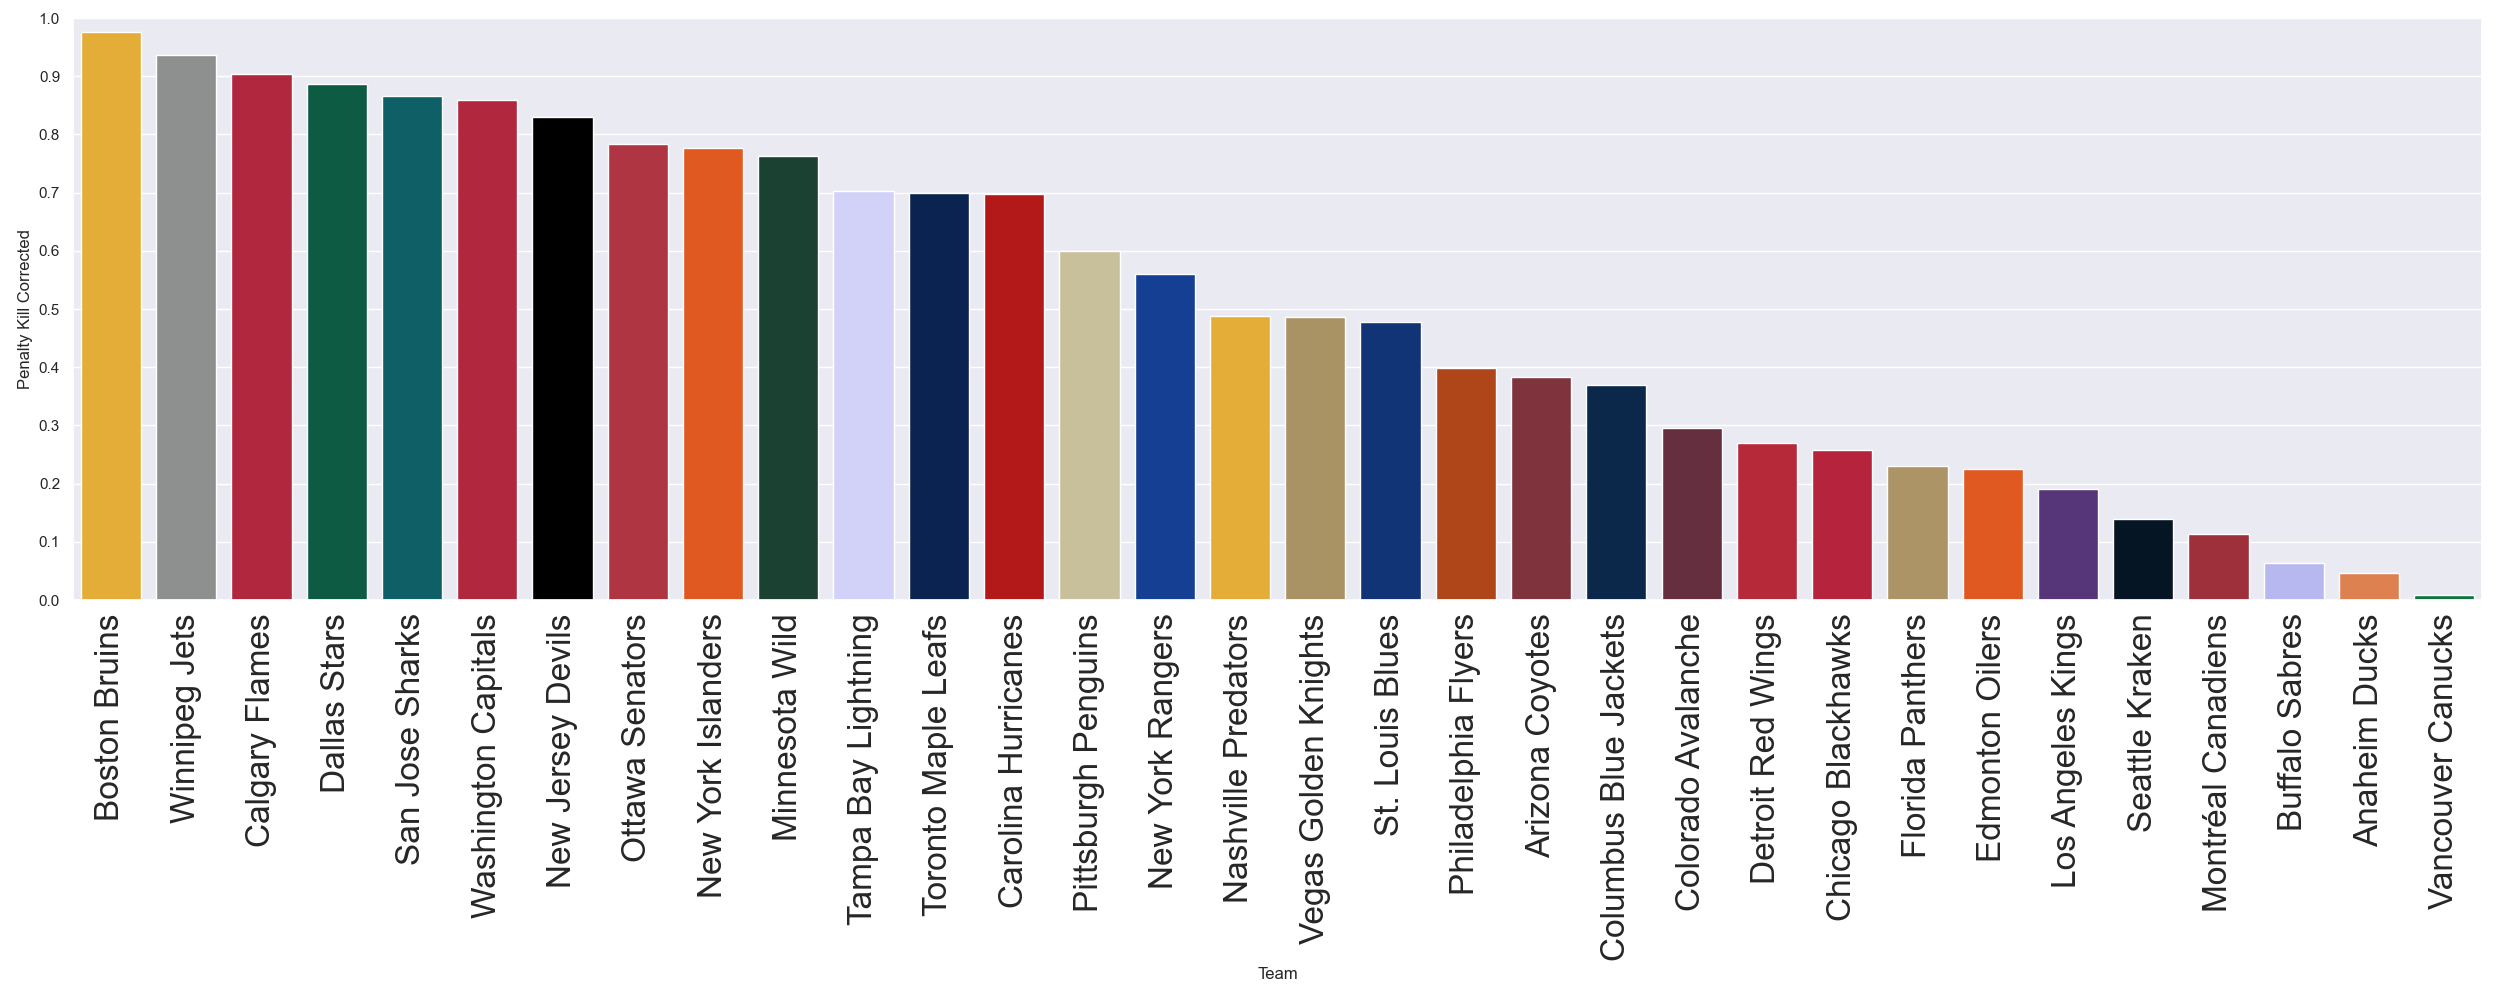 1.0
0.9
0.8
0.7
0.6
0.5
0.4
0.3
0.2
0.1
0.0
Penalty Kill Corrected
Boston Bruins
Winnipeg Jets
Calgary Flames
Dallas Stars
San Jose Sharks
Washington Capitals
New Jersey Devils
Ottawa Senators
New York Islanders
Minnesota Wild
Tampa Bay Lightning
Toronto Maple Leafs
Carolina Hurricanes
Pittsburgh Penguins
New York Rangers
Nashville Predators
Vegas Golden Knights
St. Louis Blues
Philadelphia Flyers
Arizona Coyotes
Columbus Blue Jackets
Colorado Avalanche
Detroit Red Wings
Chicago Blackhawks
Florida Panthers
Edmonton Oilers
Los Angeles Kings
Seattle Kraken
Montréal Canadiens
Buffalo Sabres
Anaheim Ducks
Vancouver Canucks
Team